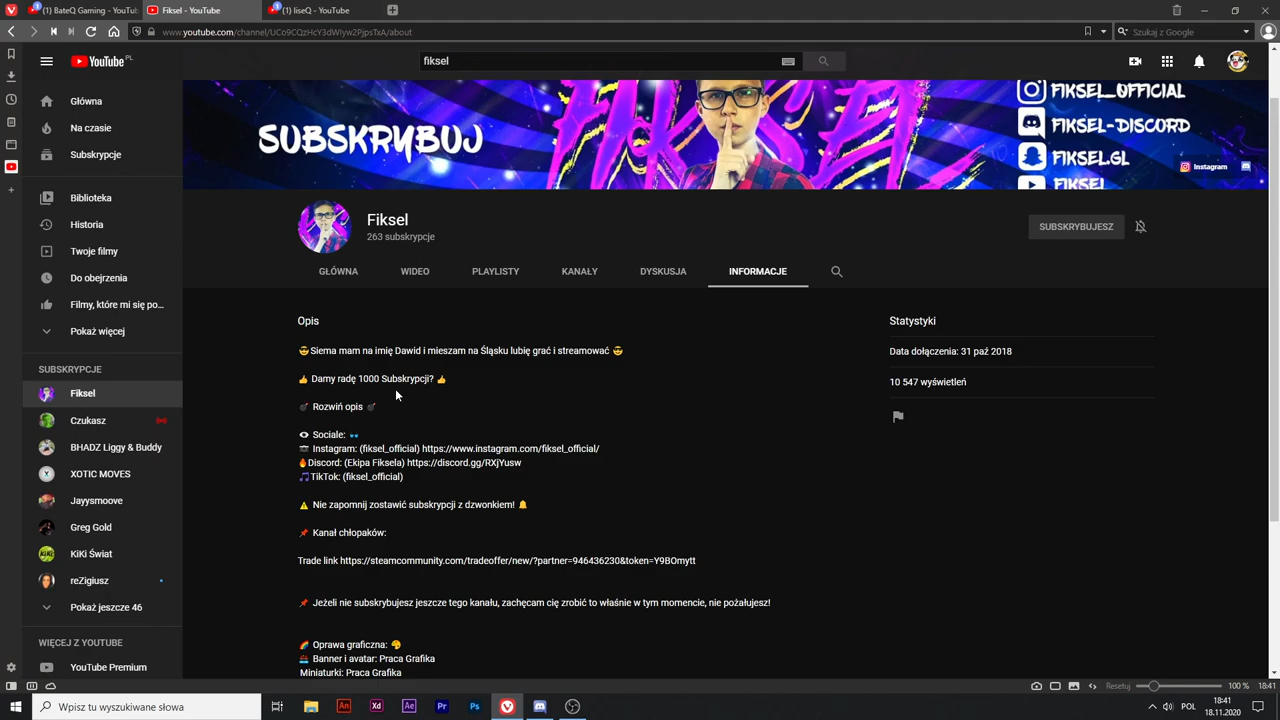 (1) BateQ Gaming - YouTub
Fiksel - YouTube
(1) liseQ - YouTube
www.youtube.com/channel/UCo9CQzHcY3dWIyw2PjpsTxA/about
Szukaj z Google
YouTube PL
fiksel
Główna
Na czasie
Subskrypcje
Biblioteka
Historia
Twoje filmy
Do obejrzenia
Filmy, które mi się po...
Pokaż więcej
SUBSKRYPCJE
Fiksel
Czukasz
BHADZ Liggy & Buddy
XOTIC MOVES
Jayysmoove
Greg Gold
KiKi Świat
reZigiusz
Pokaż jeszcze 46
WIĘCEJ Z YOUTUBE
YouTube Premium
SUBSKRYBUJ
FIKSEL_OFFICIAL
FIKSEL-DISCORD
FIKSEL.GL
FIKSEL
Instagram
Fiksel
263 subskrypcje
SUBSKRYBUJESZ
GŁÓWNA
WIDEO
PLAYLISTY
KANAŁY
DYSKUSJA
INFORMACJE
Opis
😎Siema mam na imię Dawid i mieszam na Śląsku lubię grać i streamować 😎
👍 Damy radę 1000 Subskrypcji? 👍
💣 Rozwiń opis 💣
Sociale:
Instagram: (fiksel_official) https://www.instagram.com/fiksel_official/
🔥Discord: (Ekipa Fiksela) https://discord.gg/RXjYusw
🎵TikTok: (fiksel_official)
⚠️ Nie zapomnij zostawić subskrypcji z dzwonkiem! 🔔
📌 Kanał chłopaków:
Trade link https://steamcommunity.com/tradeoffer/new/?partner=946436230&token=Y9BOmytt
📌 Jeżeli nie subskrybujesz jeszcze tego kanału, zachęcam cię zrobić to właśnie w tym momencie, nie pożałujesz!
🌈 Oprawa graficzna:
Banner i avatar: Praca Grafika
Miniaturki: Praca Grafika
Statystyki
Data dołączenia: 31 paź 2018
10 547 wyświetleń
Resetuj
100 %
18:41
Wpisz tu wyszukiwane słowa
An
Xd
Ae
Pr
Ps
POL
18:41
18.11.2020